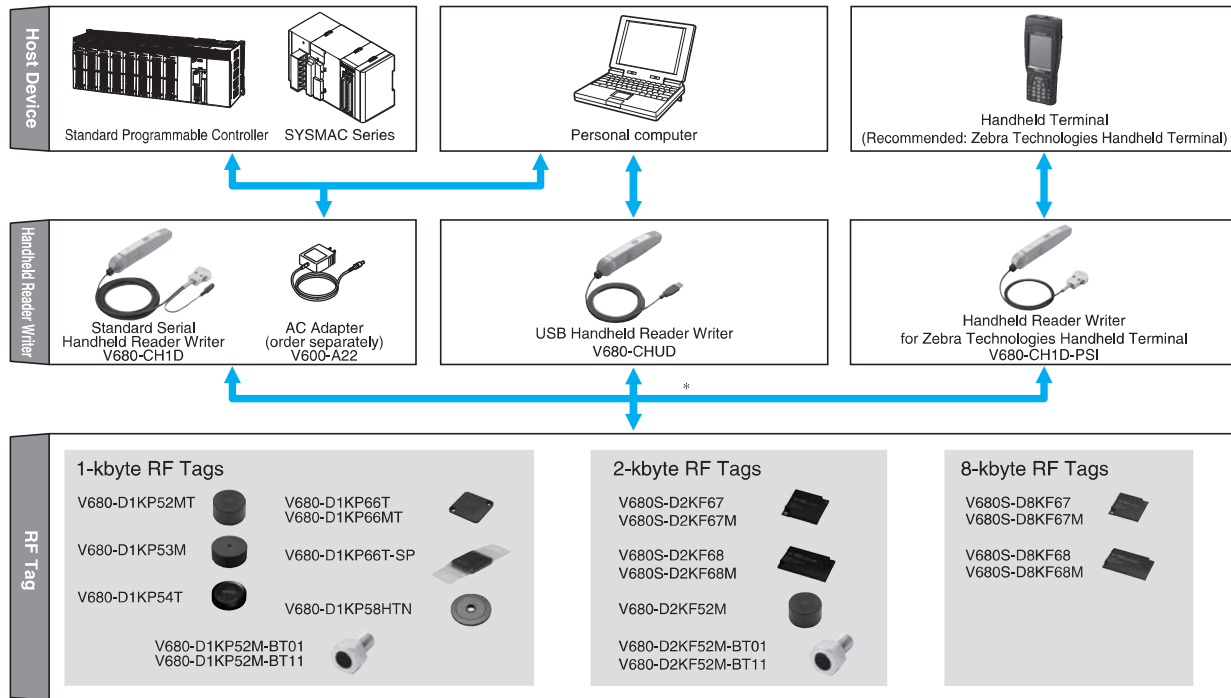 Host Device
Standard Programmable Controller
SYSMAC Series
Personal computer
Handheld Terminal
(Recommended: Zebra Technologies Handheld Terminal)
Handheld Reader Writer
Standard Serial
Handheld Reader Writer
V680-CH1D
AC Adapter
(order separately)
V600-A22
USB Handheld Reader Writer
V680-CHUD
Handheld Reader Writer
for Zebra Technologies Handheld Terminal
V680-CH1D-PSI
*
RF Tag
1-kbyte RF Tags
V680-D1KP52MT
V680-D1KP53M
V680-D1KP54T
V680-D1KP66T
V680-D1KP66MT
V680-D1KP66T-SP
V680-D1KP58HTN
V680-D1KP52M-BT01
V680-D1KP52M-BT11
2-kbyte RF Tags
V680S-D2KF67
V680S-D2KF67M
V680S-D2KF68
V680S-D2KF68M
V680-D2KF52M
V680-D2KF52M-BT01
V680-D2KF52M-BT11
8-kbyte RF Tags
V680S-D8KF67
V680S-D8KF67M
V680S-D8KF68
V680S-D8KF68M